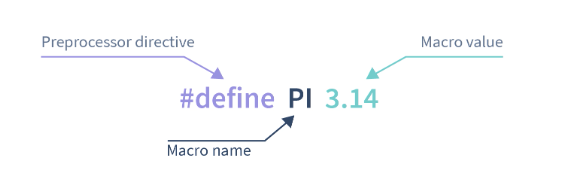 Preprocessor directive
Macro value
#define PI 3.14
Macro name